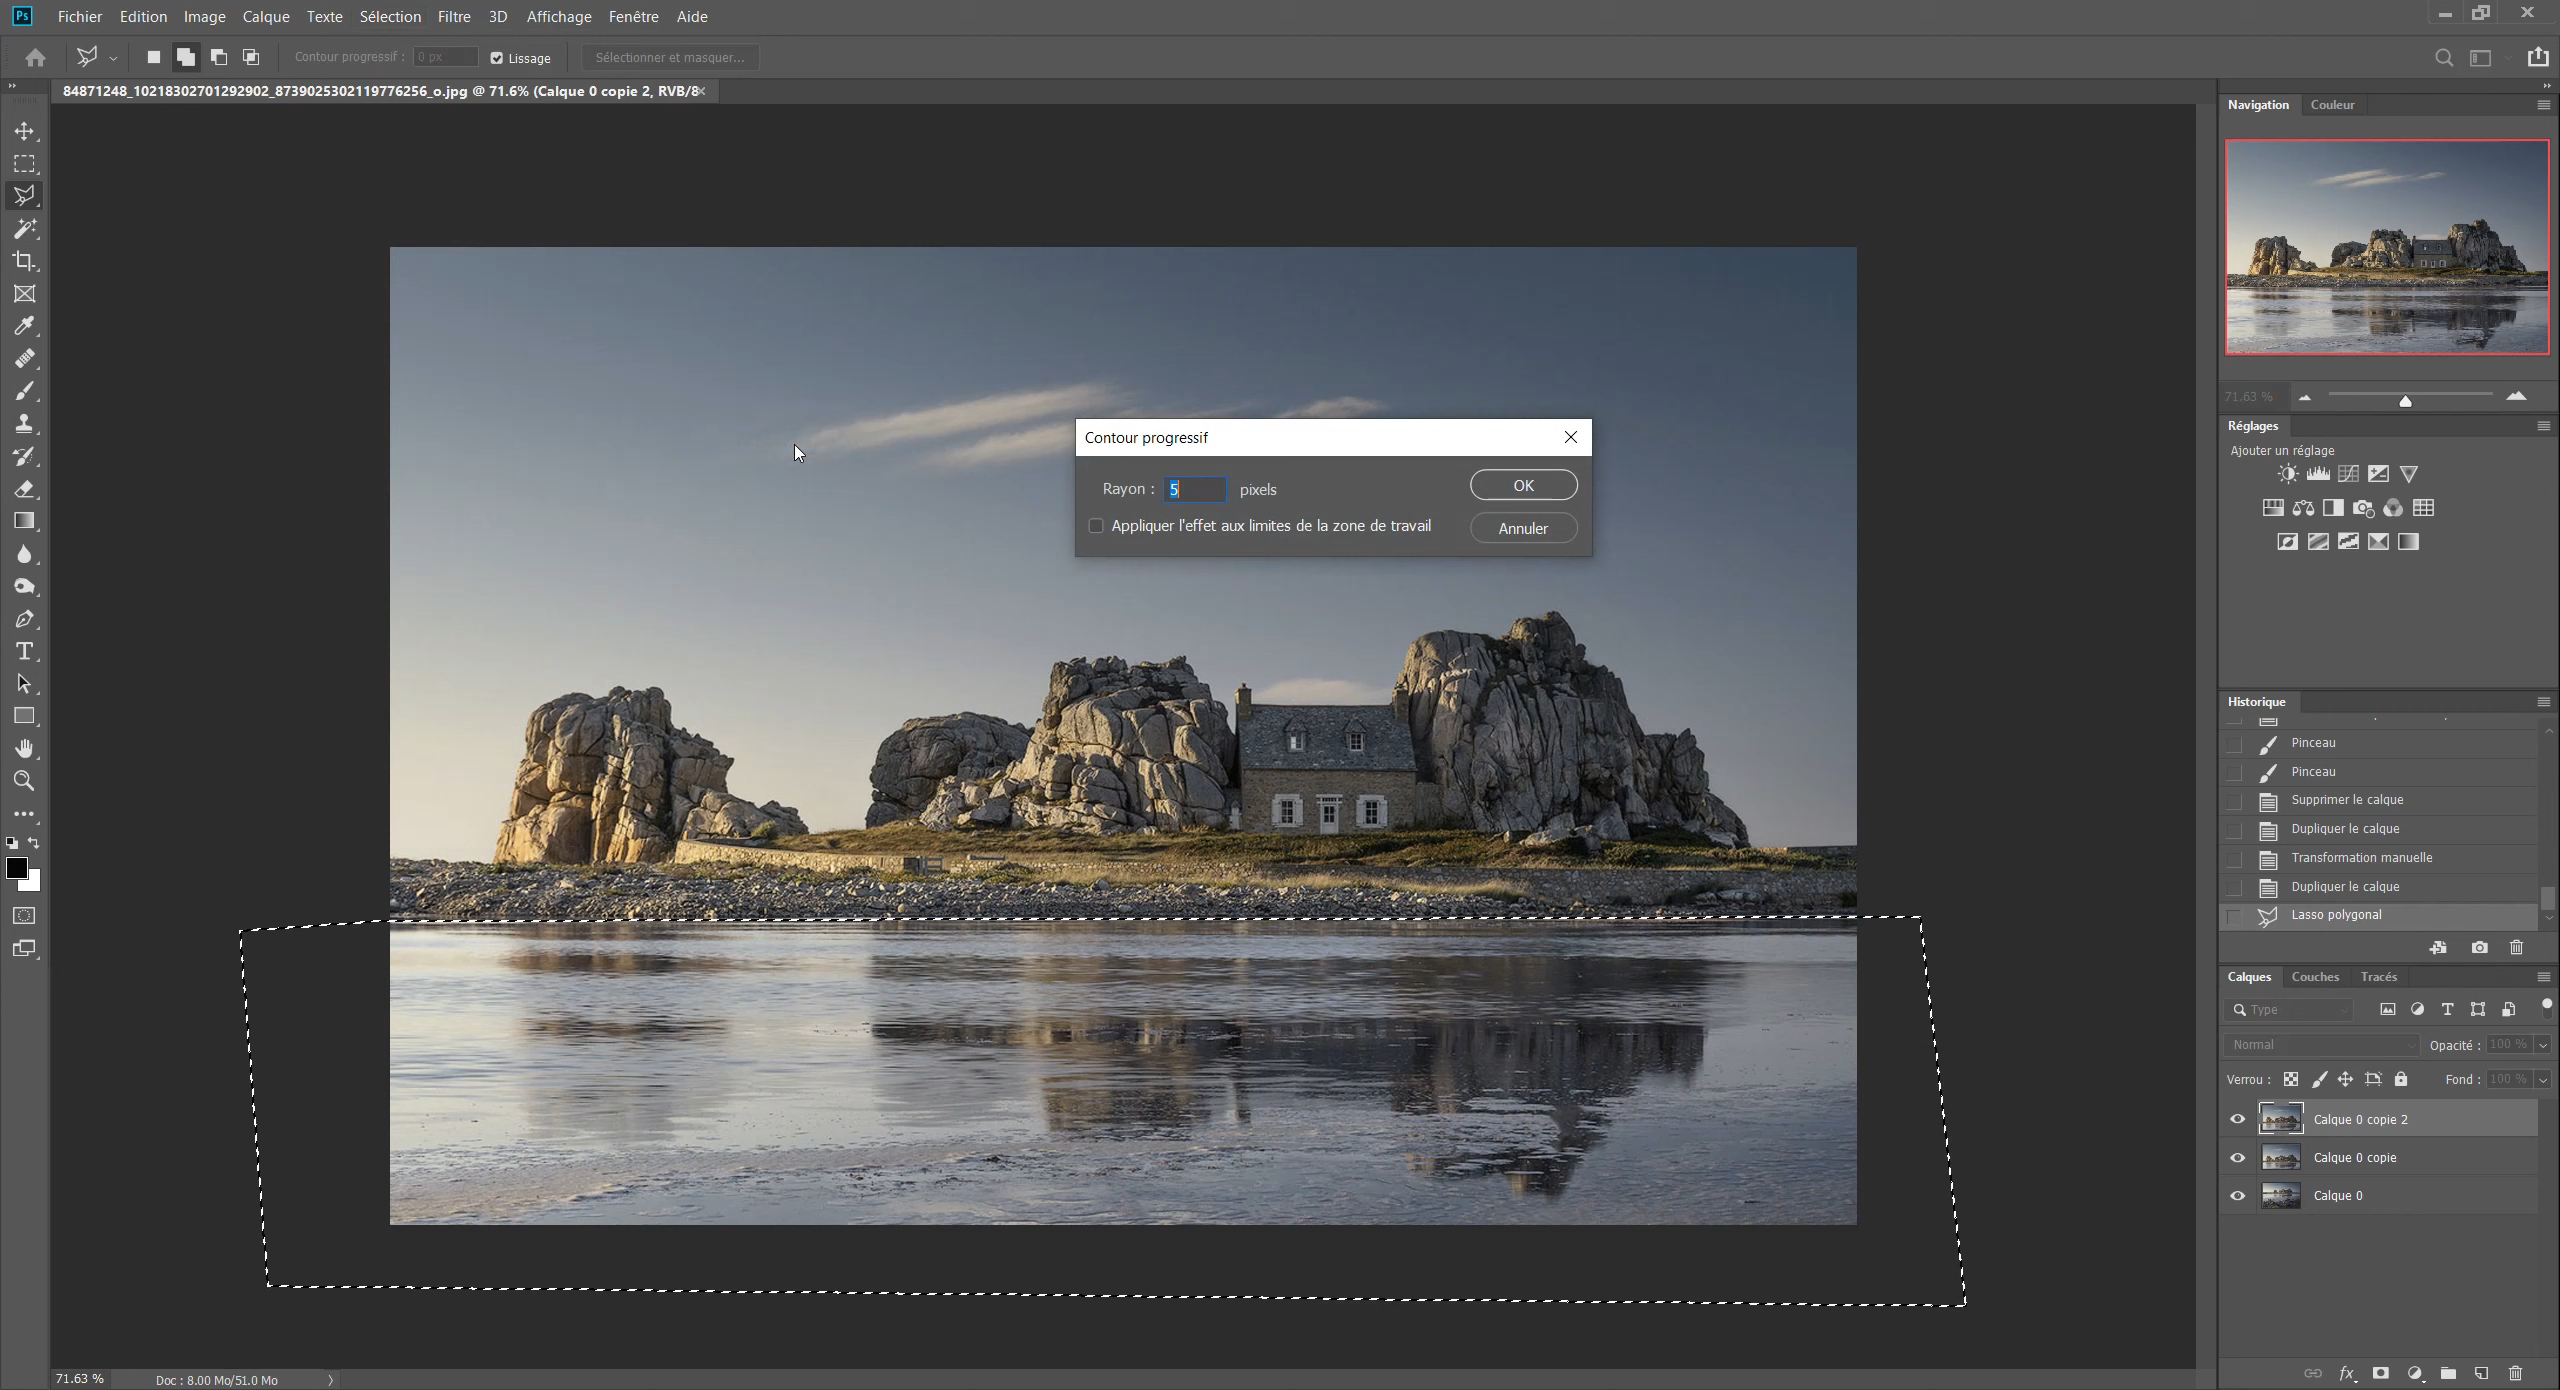 Ps Fichier Edition Image Calque Texte Sélection Filtre 3D Affichage Fenêtre Aide
Contour progressif : 0 px Lissage Sélectionner et masquer...
84871248_10218302701292902_8739025302119776256_o.jpg @ 71.6% (Calque 0 copie 2, RVB/8
Navigation Couleur
71.63 %
Réglages
Ajouter un réglage
Contour progressif
Rayon : 5 pixels
OK
Appliquer l'effet aux limites de la zone de travail
Annuler
Historique
Pinceau
Pinceau
Supprimer le calque
Dupliquer le calque
Transformation manuelle
Dupliquer le calque
Lasso polygonal
Calques Couches Tracés
Type
Normal Opacité : 100 %
Verrou : Fond : 100 %
Calque 0 copie 2
Calque 0 copie
Calque 0
fx
71.63 % Doc : 8.00 Mo/51.0 Mo